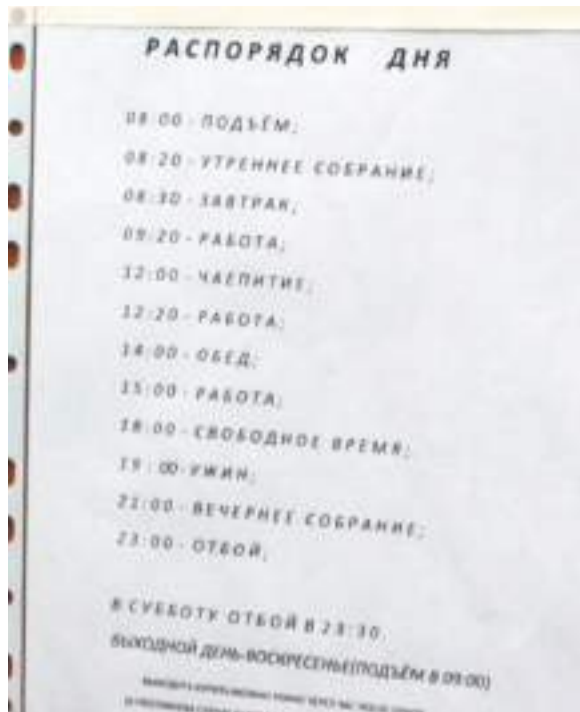 РАСПОРЯДОК ДНЯ
08:00 - ПОДЪЁМ;
08:20 - УТРЕННЕЕ СОБРАНИЕ;
08:30 - ЗАВТРАК;
09:20 - РАБОТА;
12:00 - ЧАЕПИТИЕ;
12:20 - РАБОТА;
14:00 - ОБЕД;
15:00 - РАБОТА;
18:00 - СВОБОДНОЕ ВРЕМЯ;
19:00 - УЖИН;
21:00 - ВЕЧЕРНЕЕ СОБРАНИЕ;
23:00 - ОТБОЙ;
В СУББОТУ ОТБОЙ В 23:30.
ВЫХОДНОЙ ДЕНЬ-ВОСКРЕСЕНЬЕ(ПОДЪЁМ В 09:00)